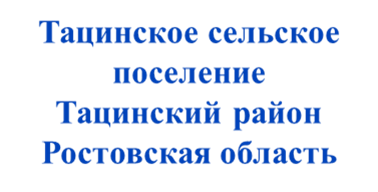 Тацинское сельское
поселение
Тацинский район
Ростовская область